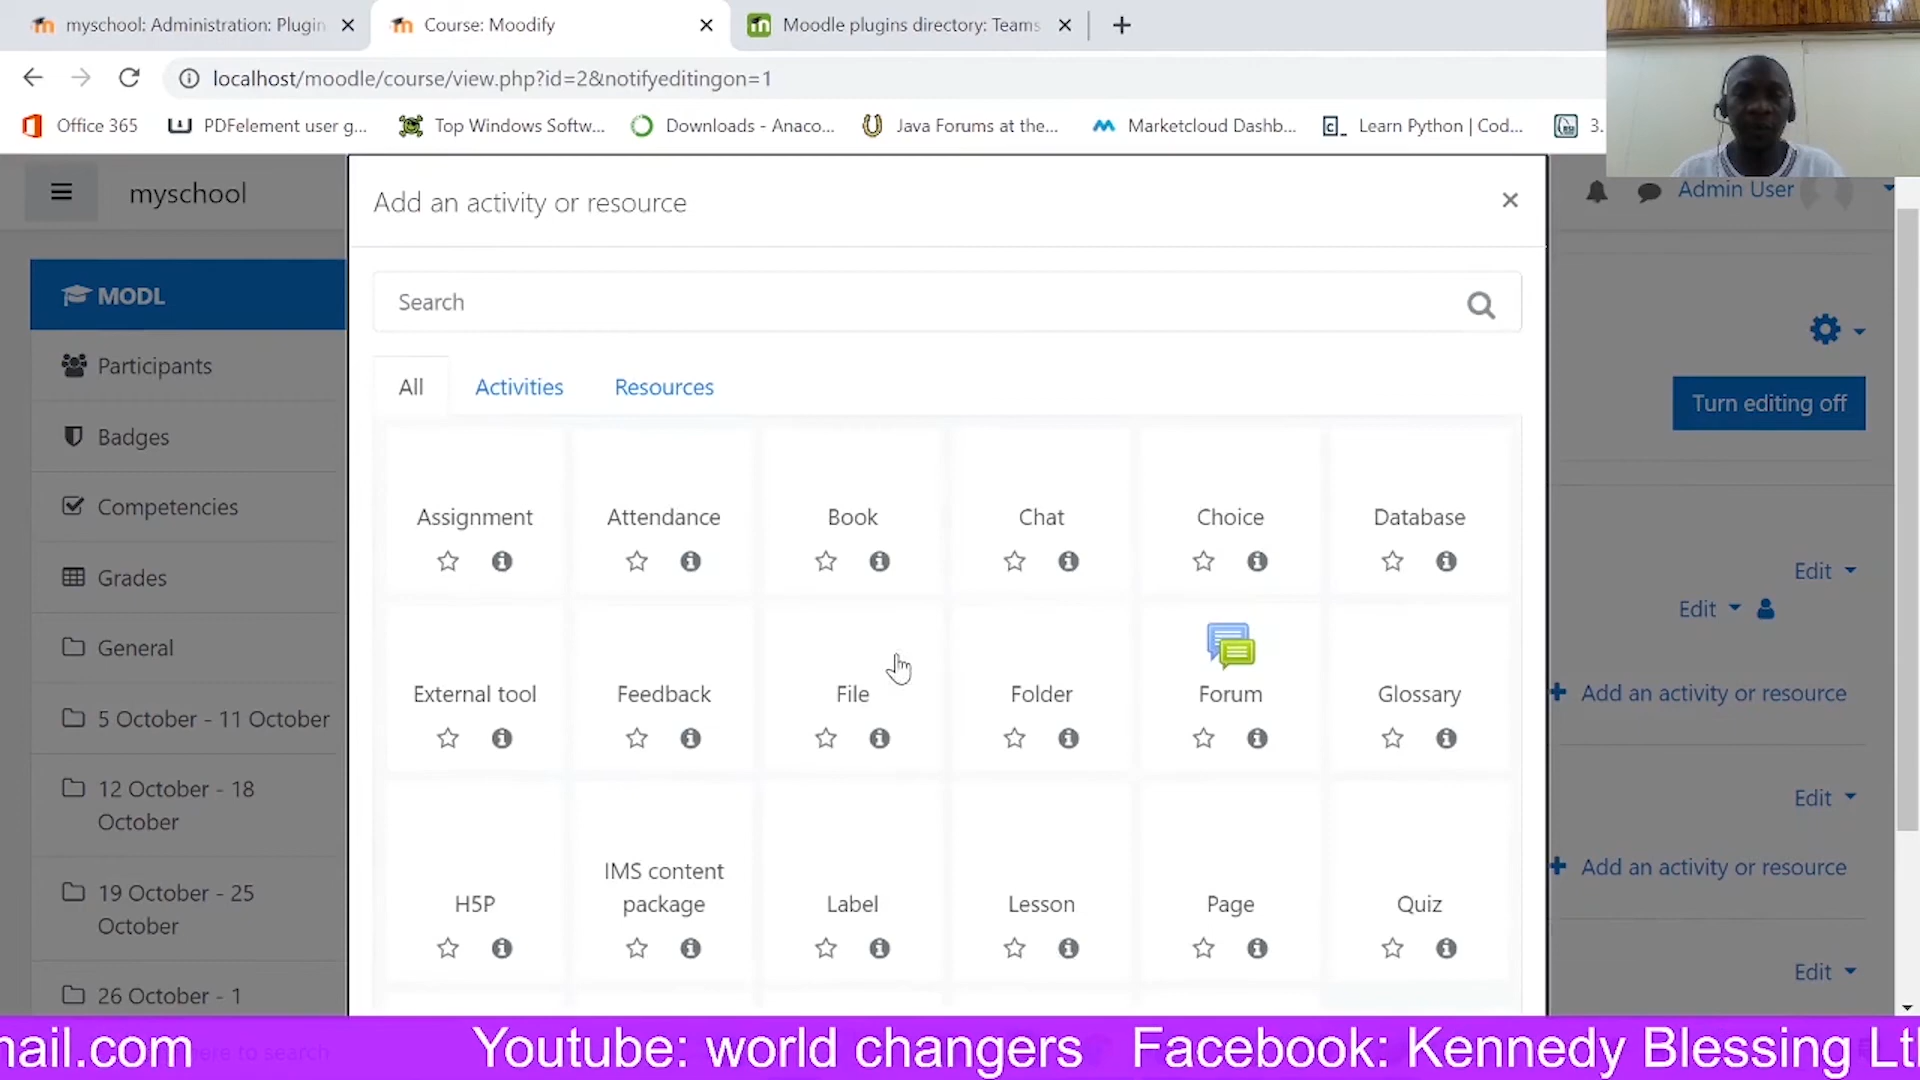 myschool: Administration: Plugin
Course: Moodify
Moodle plugins directory: Teams
localhost/moodle/course/view.php?id=2&notifyeditingon=1
Office 365
PDFelement user g...
Top Windows Softw...
Downloads - Anaco...
Java Forums at the...
Marketcloud Dashb...
Learn Python | Cod...
3.
myschool
Admin User
Add an activity or resource
Search
All
Activities
Resources
MODL
Participants
Badges
Competencies
Grades
General
5 October - 11 October
12 October - 18
October
19 October - 25
October
26 October - 1
Assignment
Attendance
Book
Chat
Choice
Database
External tool
Feedback
File
Folder
Forum
Glossary
H5P
IMS content
package
Label
Lesson
Page
Quiz
Turn editing off
Edit
Edit
Add an activity or resource
Edit
Add an activity or resource
Edit
here to search
mail.com Youtube: world changers Facebook: Kennedy Blessing Lt